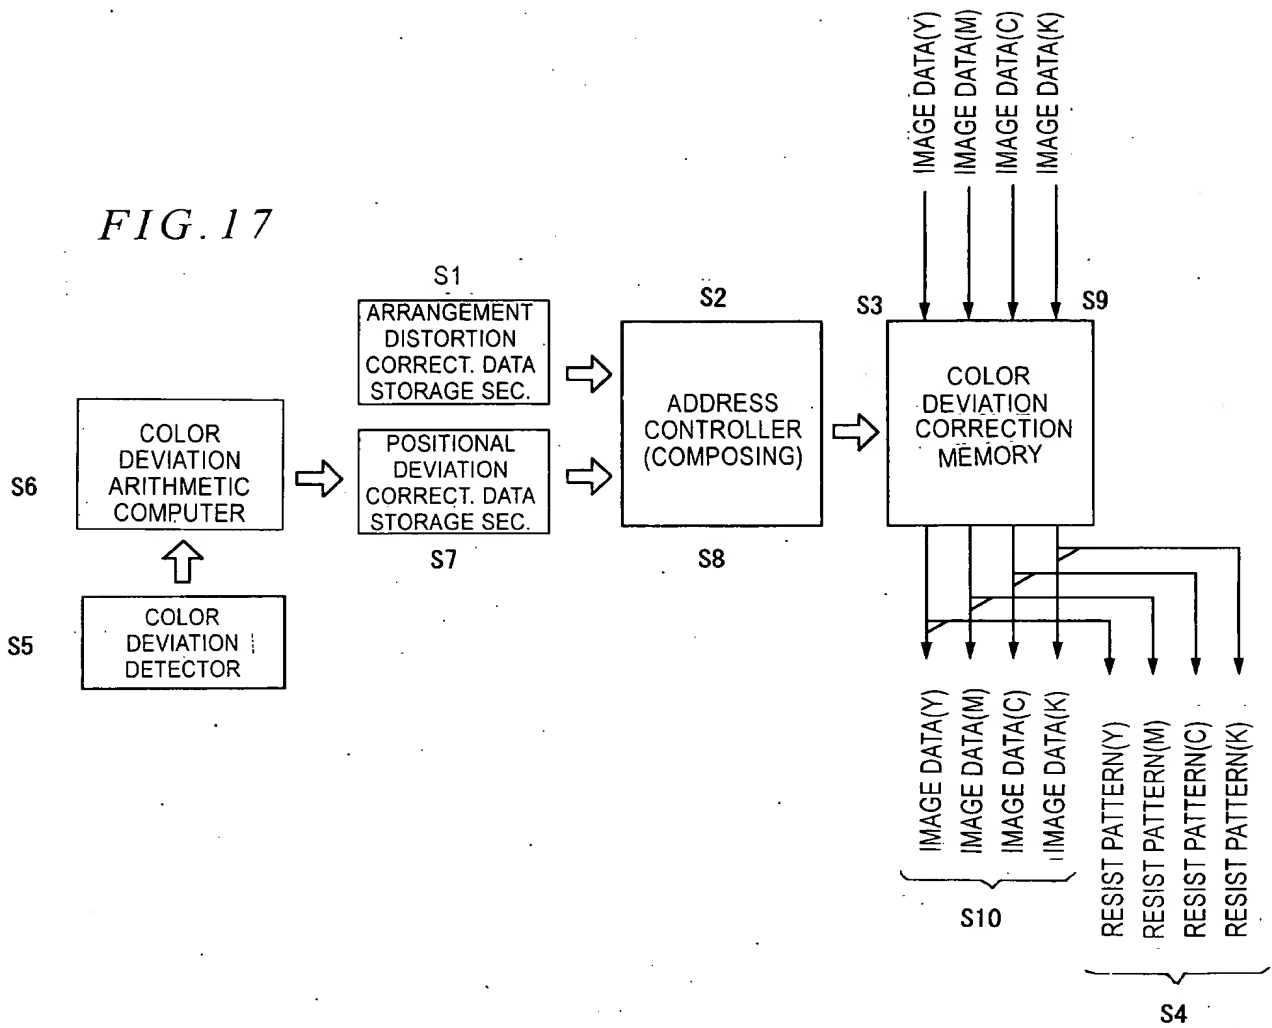 IMAGE DATA(Y)
IMAGE DATA(M)
IMAGE DATA(C)
IMAGE DATA(K)
FIG.17
S1
ARRANGEMENT
DISTORTION
CORRECT. DATA
STORAGE SEC.
S2
S3
S9
COLOR
DEVIATION
CORRECTION
MEMORY
ADDRESS
CONTROLLER
(COMPOSING)
S6
COLOR
DEVIATION
ARITHMETIC
COMPUTER
POSITIONAL
DEVIATION
CORRECT. DATA
STORAGE SEC.
S7
S8
S5
COLOR
DEVIATION
DETECTOR
IMAGE DATA(Y)
IMAGE DATA(M)
IMAGE DATA(C)
IMAGE DATA(K)
S10
RESIST PATTERN(Y)
RESIST PATTERN(M)
RESIST PATTERN(C)
RESIST PATTERN(K)
S4